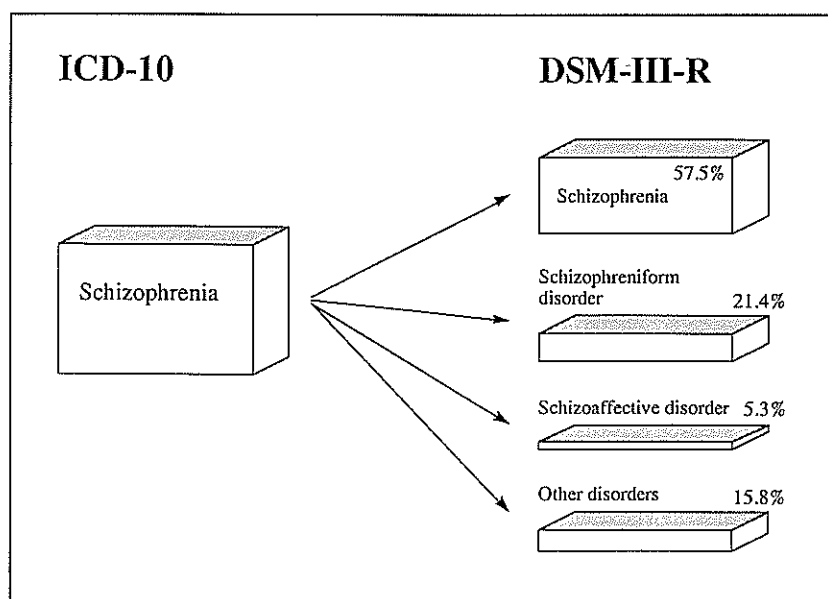 ICD-10
DSM-III-R
Schizophrenia
57.5%
Schizophrenia
Schizophreniform
disorder
21.4%
Schizoaffective disorder 5.3%
Other disorders 15.8%